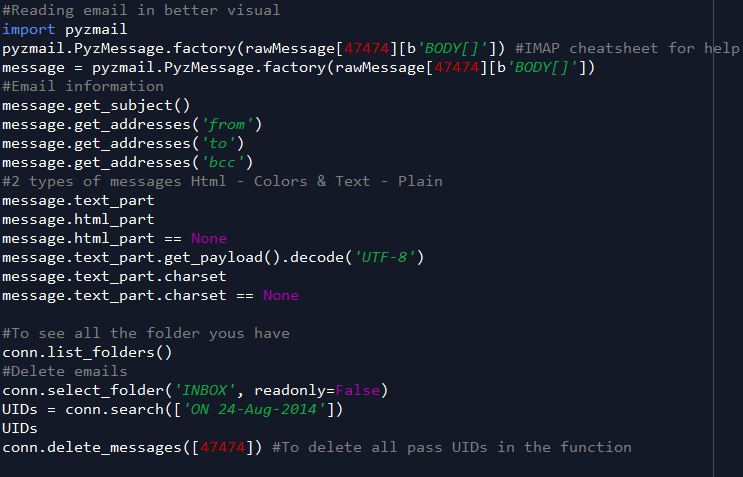 #Reading email in better visual
import pyzmail
pyzmail.PyzMessage.factory(rawMessage[47474][b'BODY[]']) #IMAP cheatsheet for help
message = pyzmail.PyzMessage.factory(rawMessage[47474][b'BODY[]'])
#Email information
message.get_subject()
message.get_addresses('from')
message.get_addresses('to')
message.get_addresses('bcc')
#2 types of messages Html - Colors & Text - Plain
message.text_part
message.html_part
message.html_part == None
message.text_part.get_payload().decode('UTF-8')
message.text_part.charset
message.text_part.charset == None
#To see all the folder yous have
conn.list_folders()
#Delete emails
conn.select_folder('INBOX', readonly=False)
UIDs = conn.search(['ON 24-Aug-2014'])
UIDs
conn.delete_messages([47474]) #To delete all pass UIDs in the function